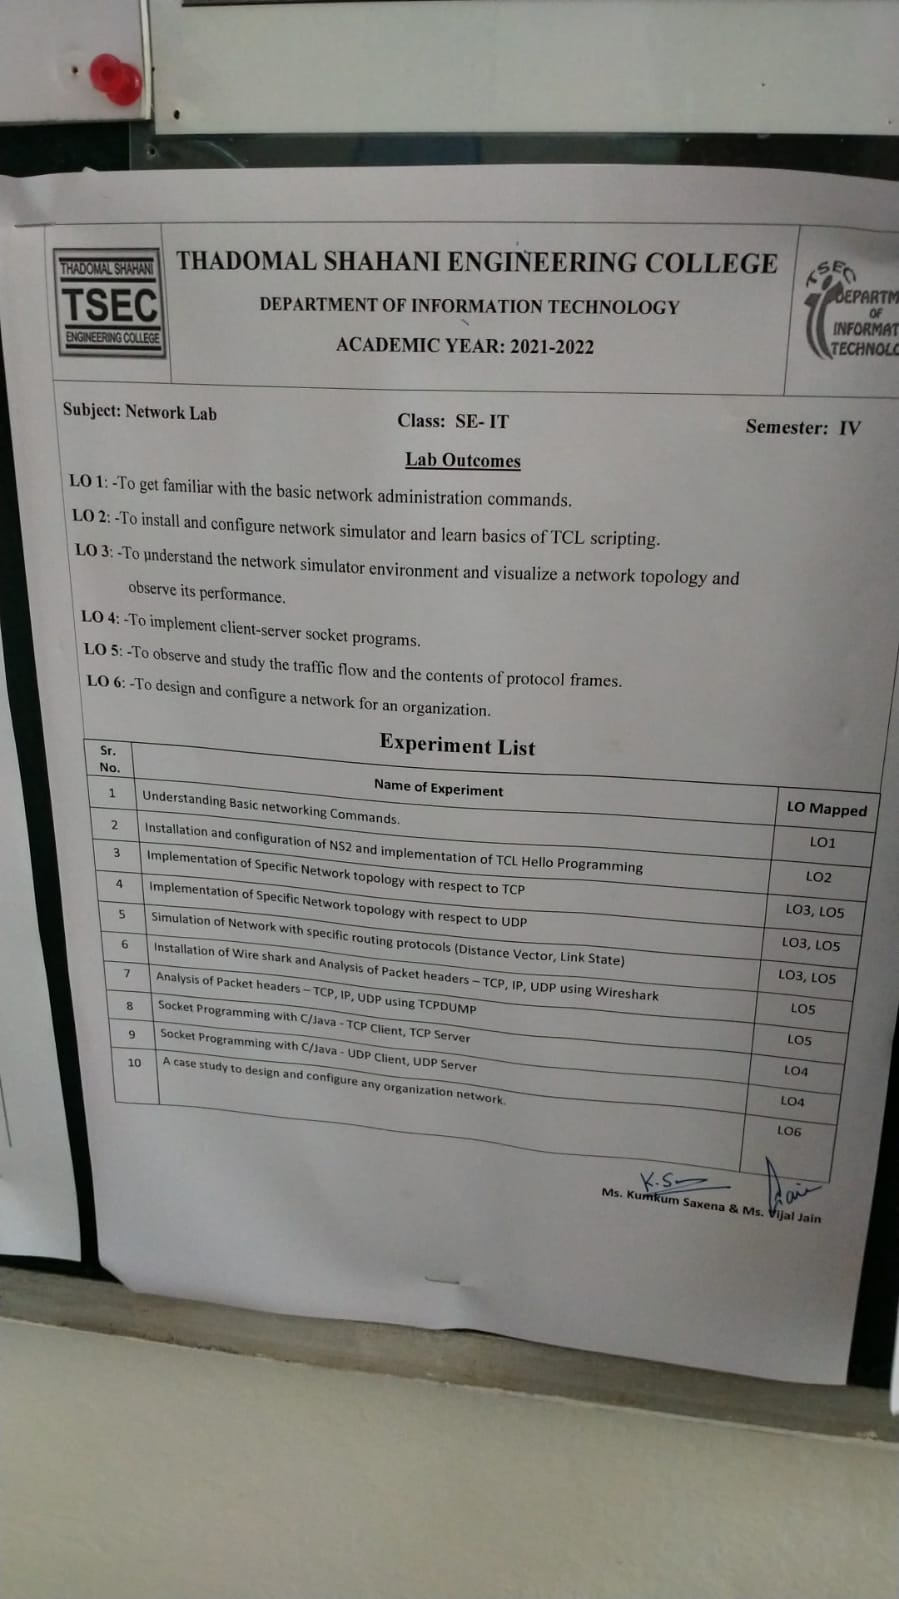 THADOMAL SHAHANI
TSEC
ENGINEERING COLLEGE
THADOMAL SHAHANI ENGINEERING COLLEGE
DEPARTMENT OF INFORMATION TECHNOLOGY
ACADEMIC YEAR: 2021-2022
TSEC
DEPARTM
OF
INFORMAT
TECHNOLO
Subject: Network Lab Class: SE- IT Semester: IV
Lab Outcomes
LO 1: -To get familiar with the basic network administration commands.
LO 2: -To install and configure network simulator and learn basics of TCL scripting.
LO 3: -To understand the network simulator environment and visualize a network topology and
observe its performance.
LO 4: -To implement client-server socket programs.
LO 5: -To observe and study the traffic flow and the contents of protocol frames.
LO 6: -To design and configure a network for an organization.
Experiment List
Sr. No. Name of Experiment LO Mapped
1 Understanding Basic networking Commands. LO1
2 Installation and configuration of NS2 and implementation of TCL Hello Programming LO2
3 Implementation of Specific Network topology with respect to TCP LO3, LO5
4 Implementation of Specific Network topology with respect to UDP LO3, LO5
5 Simulation of Network with specific routing protocols (Distance Vector, Link State) LO3, LO5
6 Installation of Wire shark and Analysis of Packet headers – TCP, IP, UDP using Wireshark LO5
7 Analysis of Packet headers – TCP, IP, UDP using TCPDUMP LO5
8 Socket Programming with C/Java - TCP Client, TCP Server LO4
9 Socket Programming with C/Java - UDP Client, UDP Server LO4
10 A case study to design and configure any organization network. LO6
Ms. Kumkum Saxena & Ms. Vijal Jain